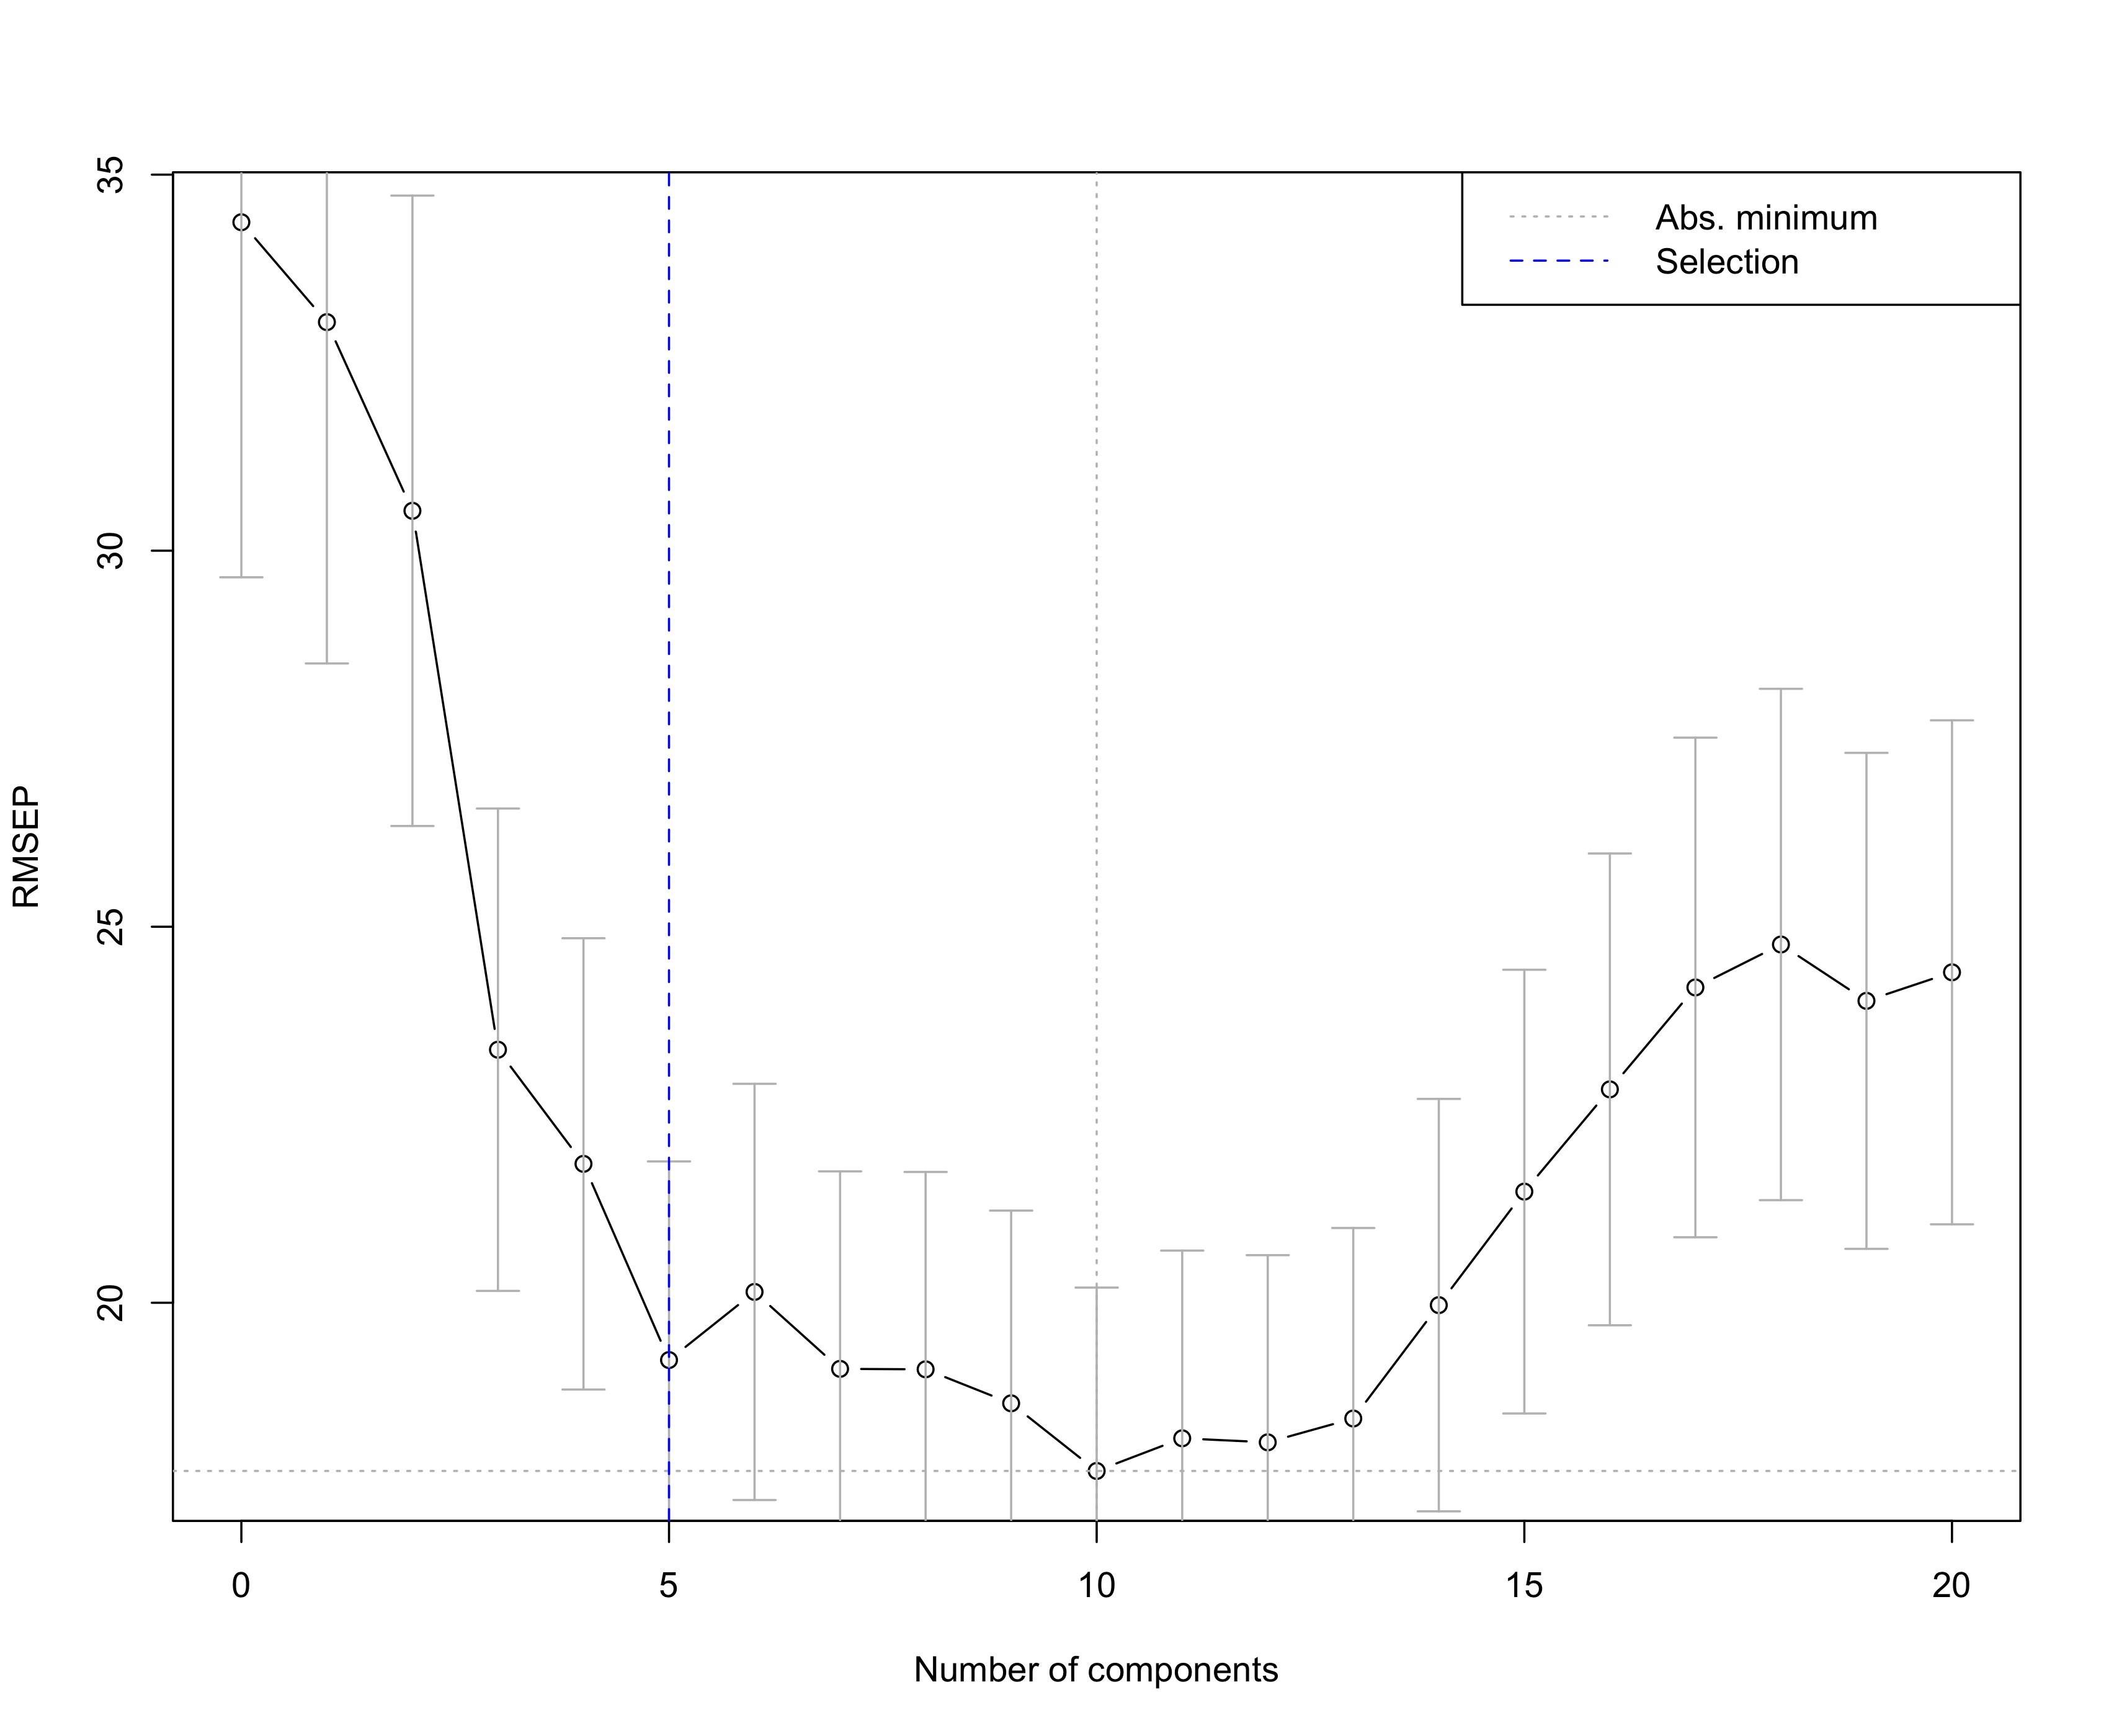 Abs. minimum
Selection
RMSEP
35
30
25
20
0 5 10 15 20
Number of components